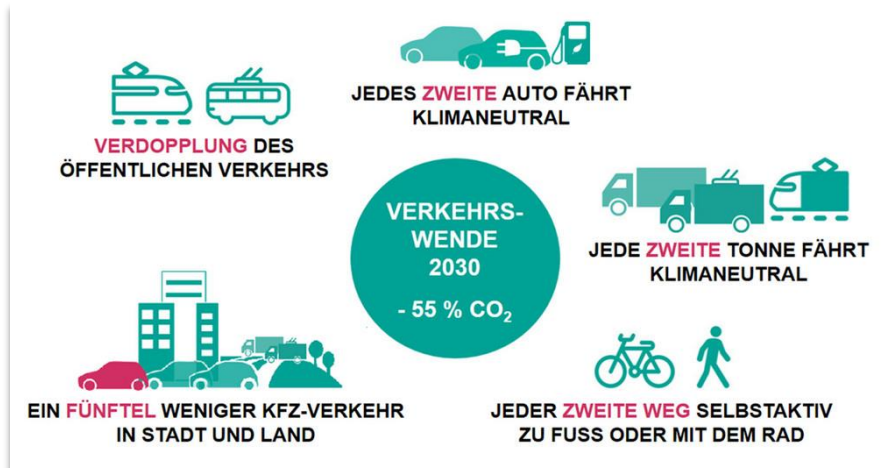 JEDES ZWEITE AUTO FÄHRT
KLIMANEUTRAL
VERDOPPLUNG DES
ÖFFENTLICHEN VERKEHRS
VERKEHRS-
WENDE
2030
- 55 % CO₂
JEDE ZWEITE TONNE FÄHRT
KLIMANEUTRAL
EIN FÜNFTEL WENIGER KFZ-VERKEHR
IN STADT UND LAND
JEDER ZWEITE WEG SELBSTAKTIV
ZU FUSS ODER MIT DEM RAD